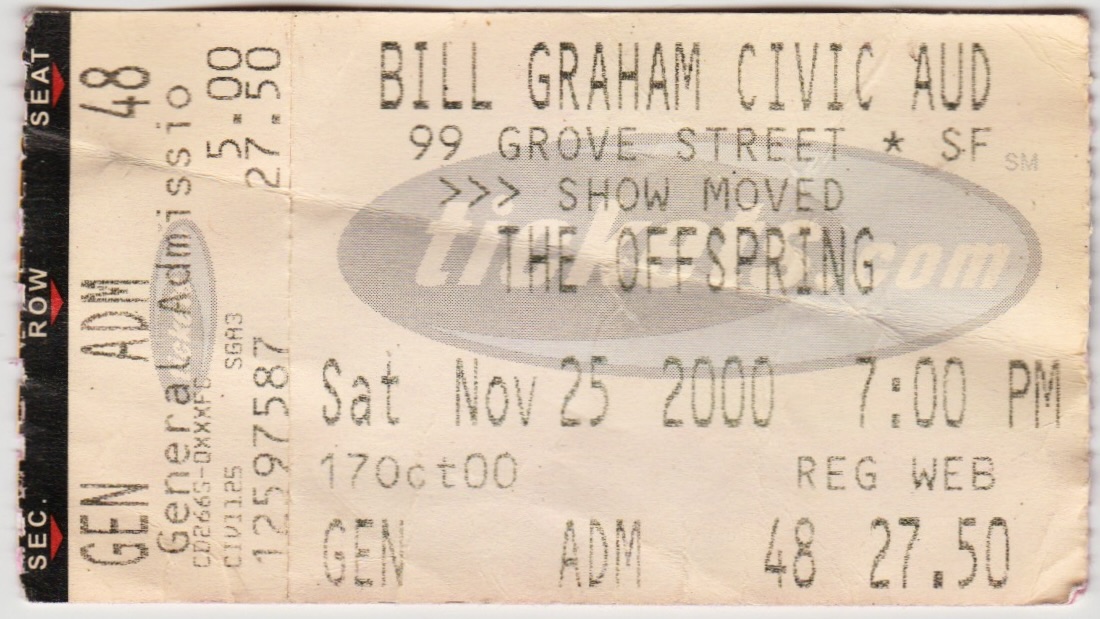 SEAT
ROW
SEC.
48
ADM
GEN
General Admissio
5.00
27.50
SGA3
CIV1125
12597587
BILL GRAHAM CIVIC AUD
99 GROVE STREET * SF
SM
>>> SHOW MOVED
tickets.com
THE OFFSPRING
Sat Nov 25 2000 7:00 PM
17Oct00 REG WEB
GEN ADM 48 27.50